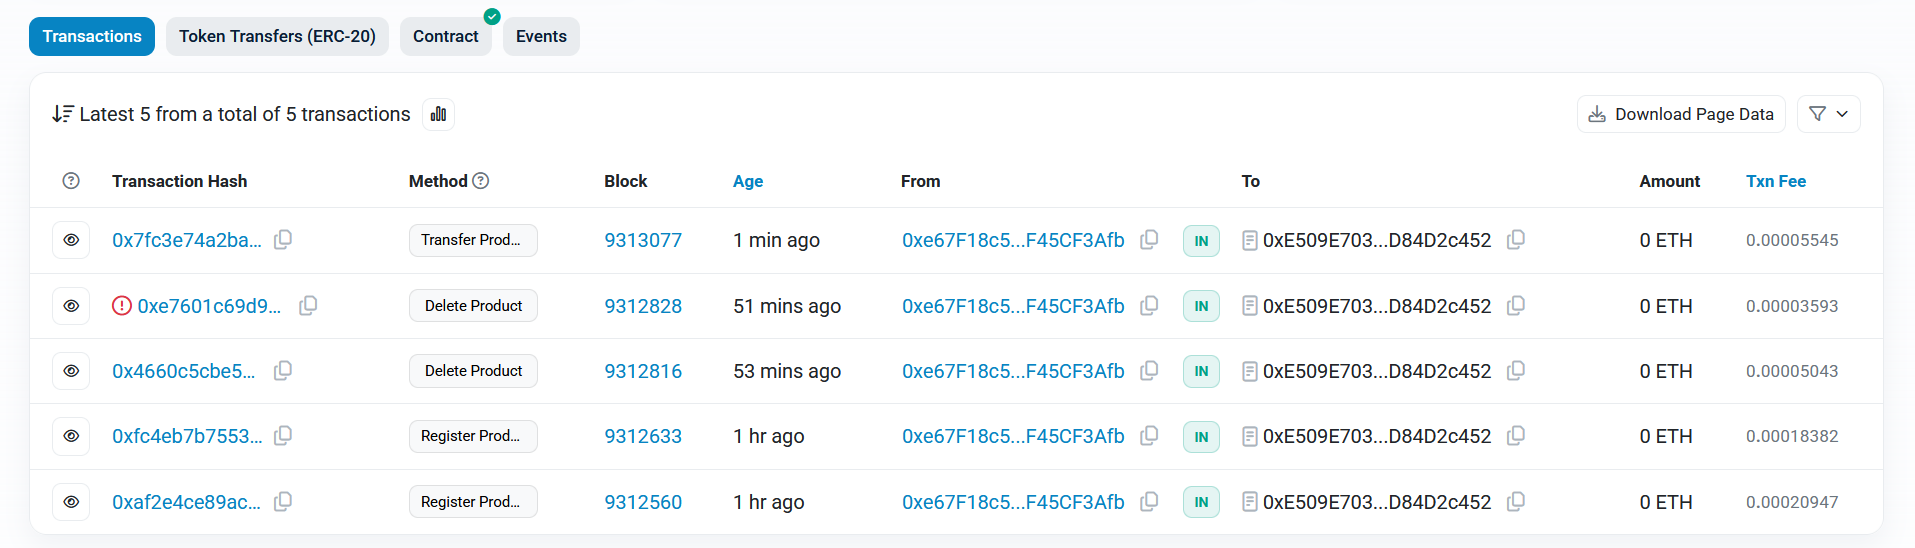 Transactions Token Transfers (ERC-20) Contract Events
Latest 5 from a total of 5 transactions Download Page Data
Transaction Hash Method Block Age From To Amount Txn Fee
0x7fc3e74a2ba... Transfer Prod... 9313077 1 min ago 0xe67F18c5...F45CF3Afb IN 0xE509E703...D84D2c452 0 ETH 0.00005545
0xe7601c69d9... Delete Product 9312828 51 mins ago 0xe67F18c5...F45CF3Afb IN 0xE509E703...D84D2c452 0 ETH 0.00003593
0x4660c5cbe5... Delete Product 9312816 53 mins ago 0xe67F18c5...F45CF3Afb IN 0xE509E703...D84D2c452 0 ETH 0.00005043
0xfc4eb7b7553... Register Prod... 9312633 1 hr ago 0xe67F18c5...F45CF3Afb IN 0xE509E703...D84D2c452 0 ETH 0.00018382
0xaf2e4ce89ac... Register Prod... 9312560 1 hr ago 0xe67F18c5...F45CF3Afb IN 0xE509E703...D84D2c452 0 ETH 0.00020947